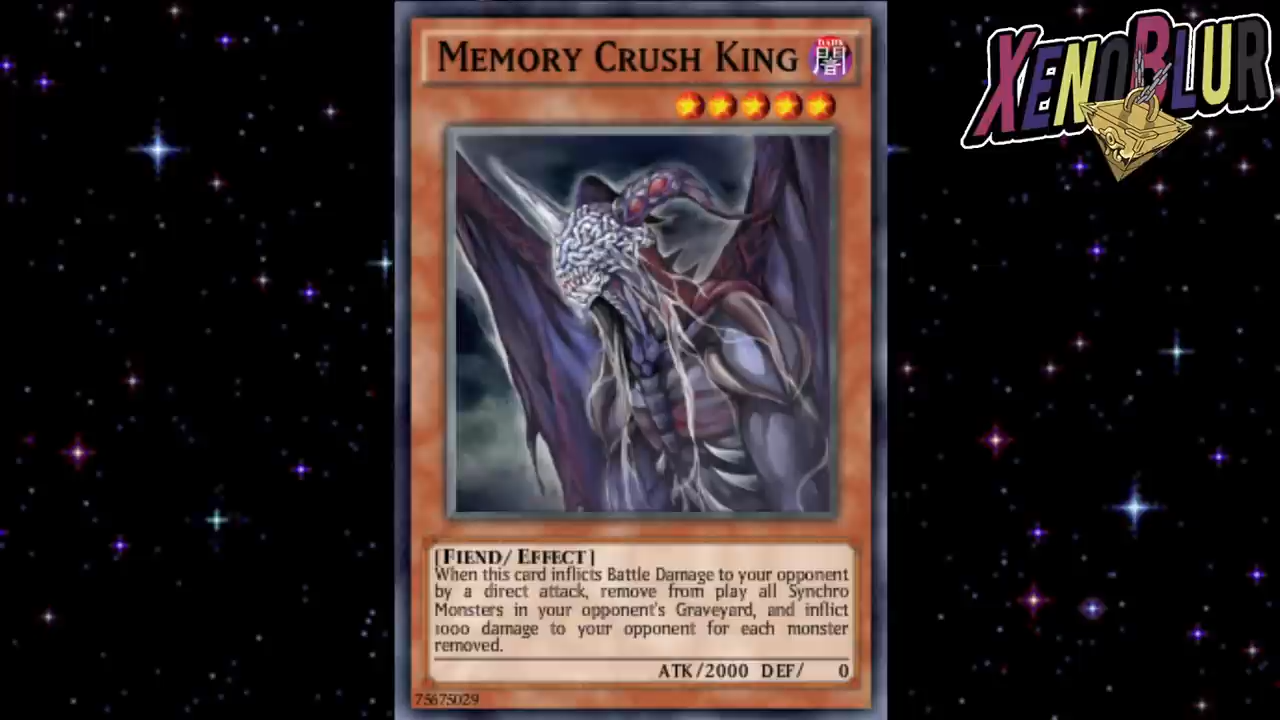 MEMORY CRUSH KING
闇
XENOBLUR
[FIEND/ EFFECT]
When this card inflicts Battle Damage to your opponent
by a direct attack, remove from play all Synchro
Monsters in your opponent's Graveyard, and inflict
1000 damage to your opponent for each monster
removed.
ATK/2000 DEF/ 0
75675029